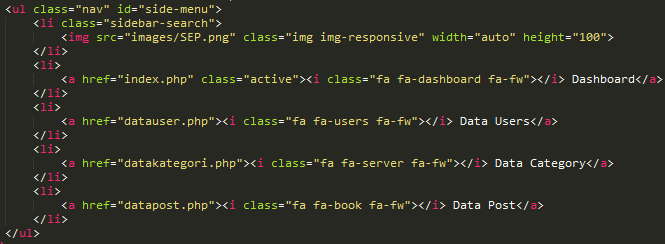 <ul class="nav" id="side-menu">
<li class="sidebar-search">
<img src="images/SEP.png" class="img img-responsive" width="auto" height="100">
</li>
<li>
<a href="index.php" class="active"><i class="fa fa-dashboard fa-fw"></i> Dashboard</a>
</li>
<li>
<a href="datauser.php"><i class="fa fa-users fa-fw"></i> Data Users</a>
</li>
<li>
<a href="datakategori.php"><i class="fa fa-server fa-fw"></i> Data Category</a>
</li>
<li>
<a href="datapost.php"><i class="fa fa-book fa-fw"></i> Data Post</a>
</li>
</ul>